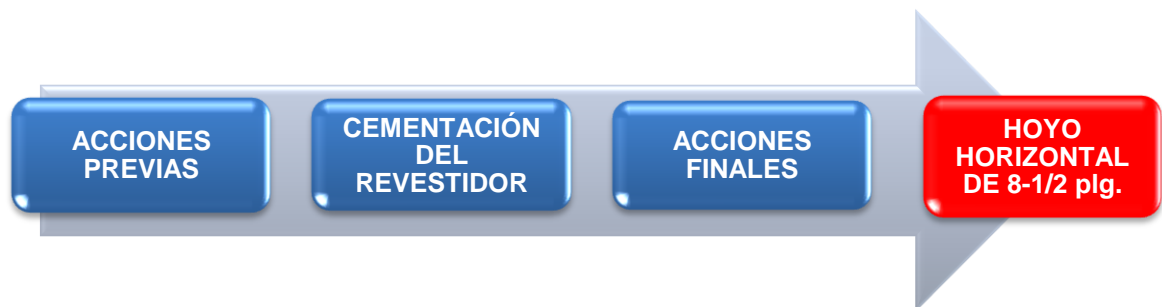 ACCIONES
PREVIAS
CEMENTACIÓN
DEL
REVESTIDOR
ACCIONES
FINALES
HOYO
HORIZONTAL
DE 8-1/2 plg.